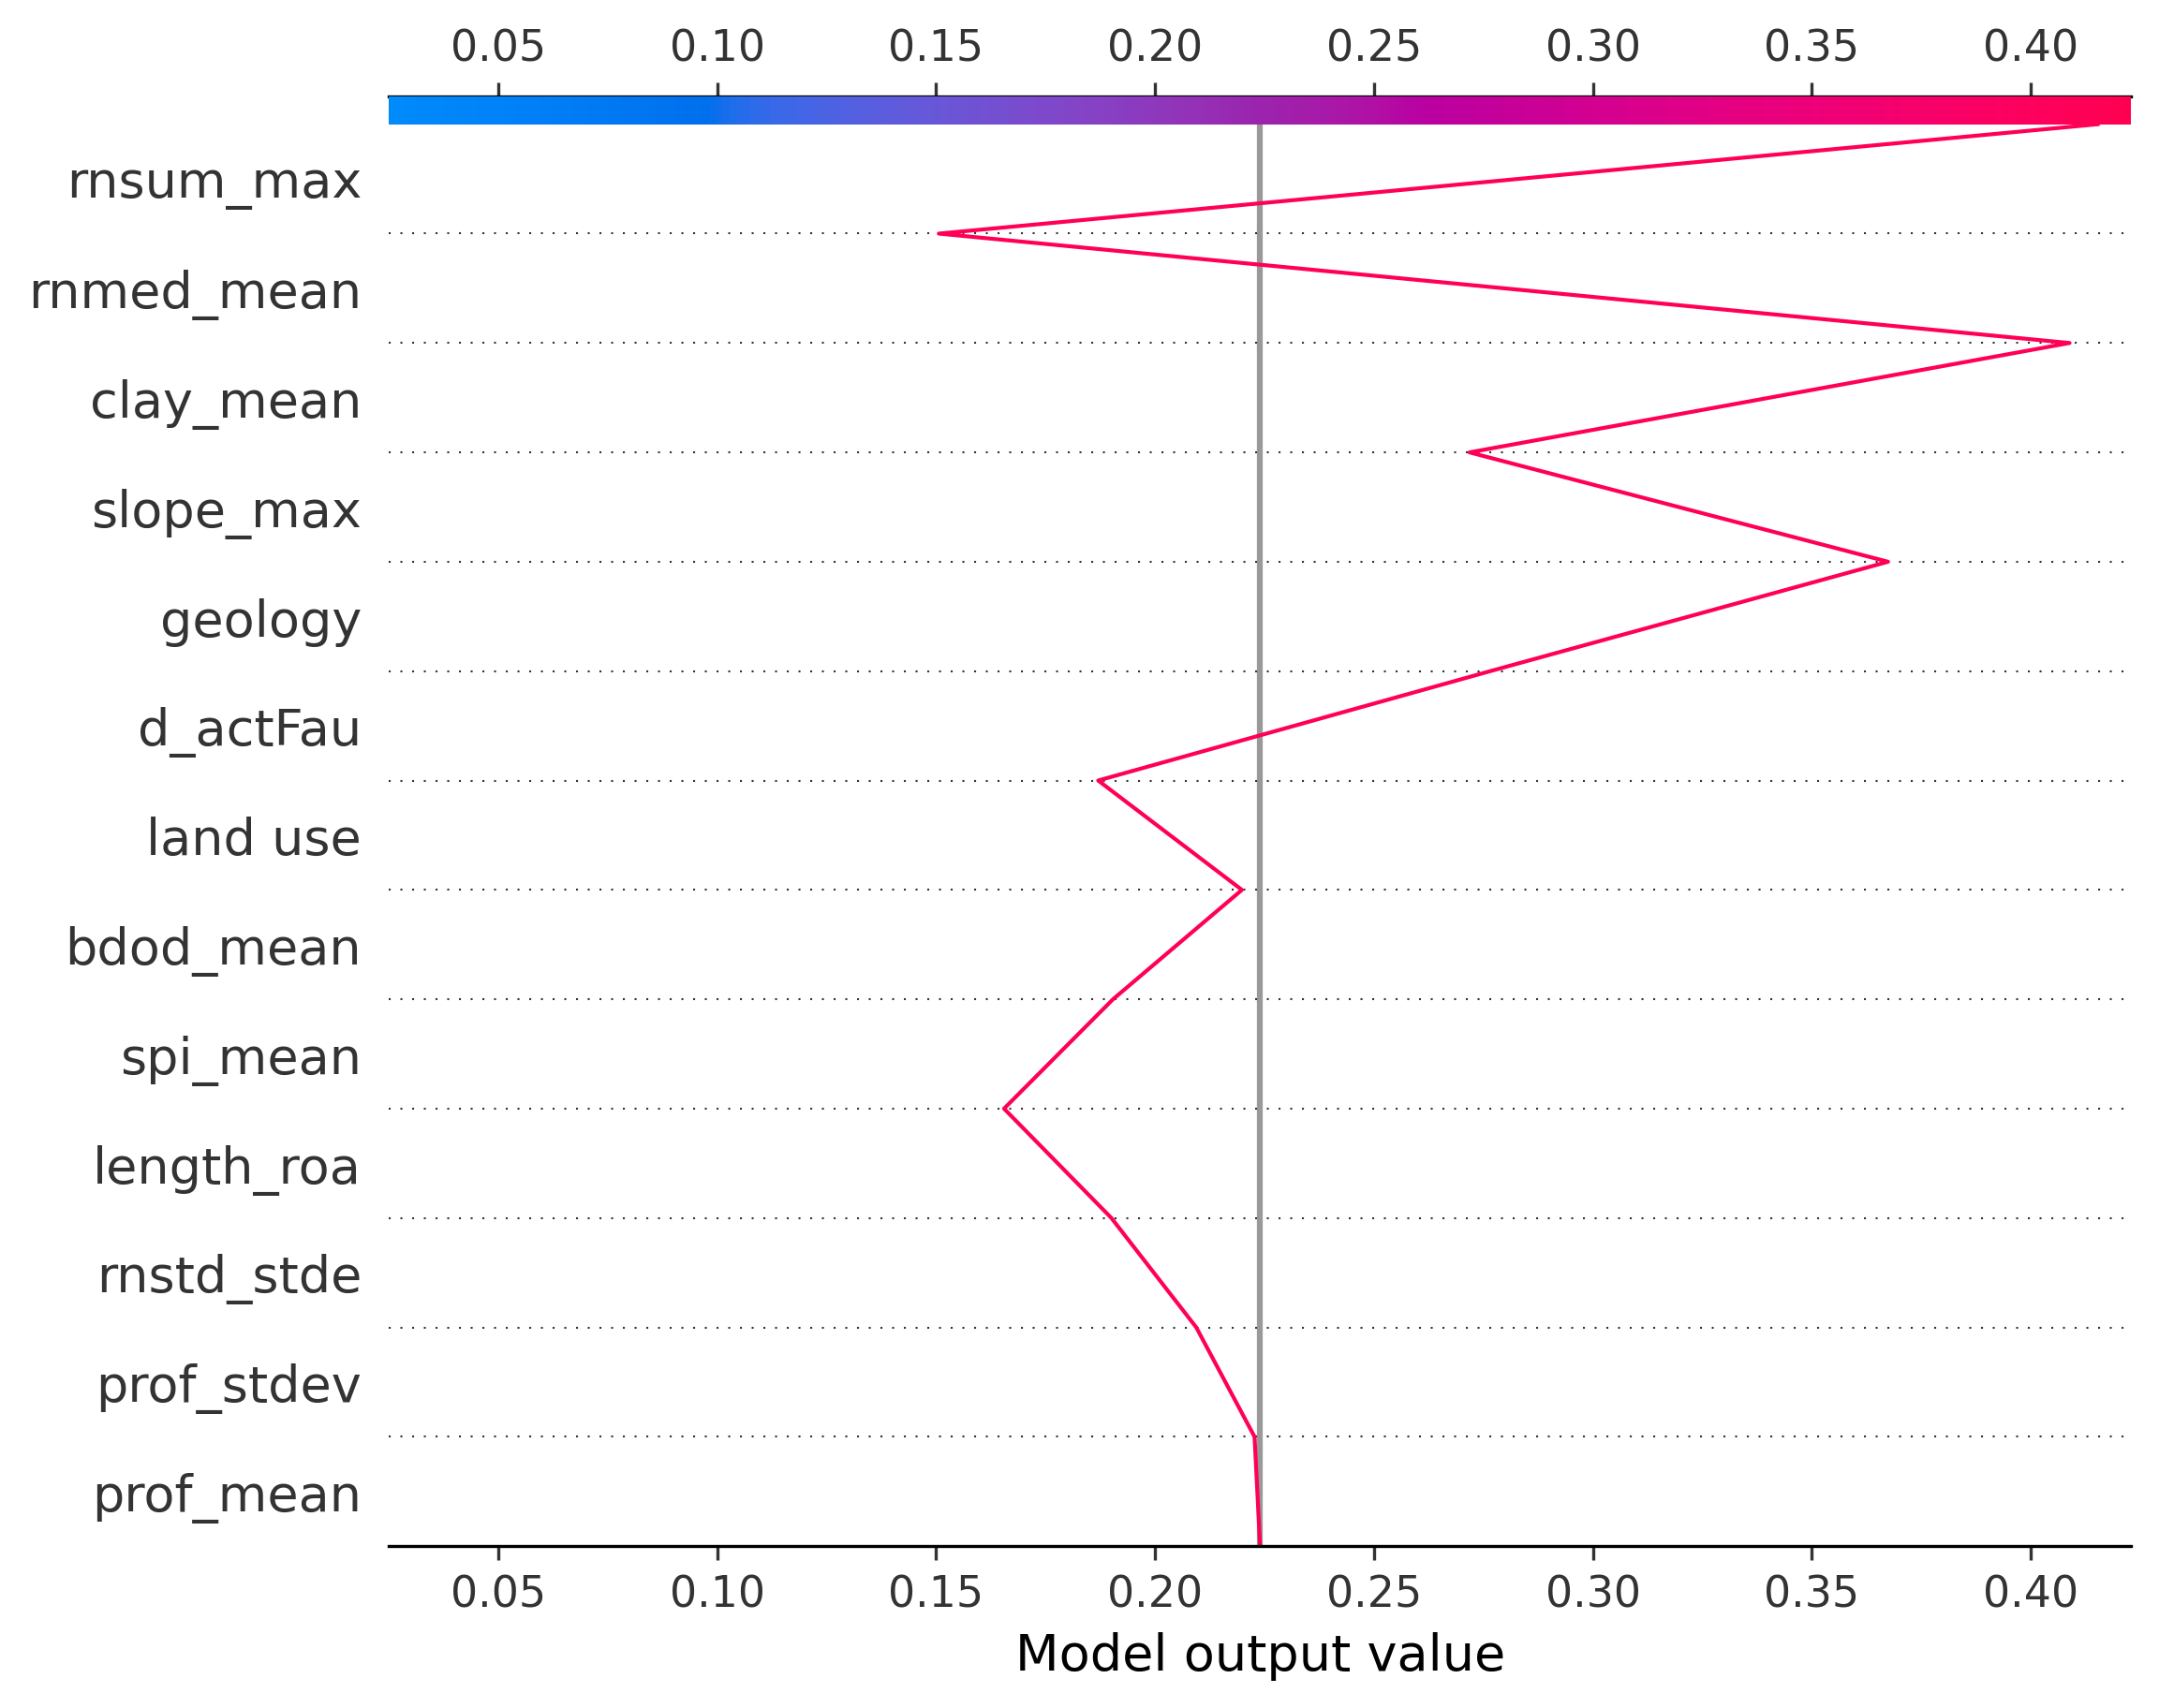 0.05 0.10 0.15 0.20 0.25 0.30 0.35 0.40
rnsum_max
rnmed_mean
clay_mean
slope_max
geology
d_actFau
land use
bdod_mean
spi_mean
length_roa
rnstd_stde
prof_stdev
prof_mean
0.05 0.10 0.15 0.20 0.25 0.30 0.35 0.40
Model output value